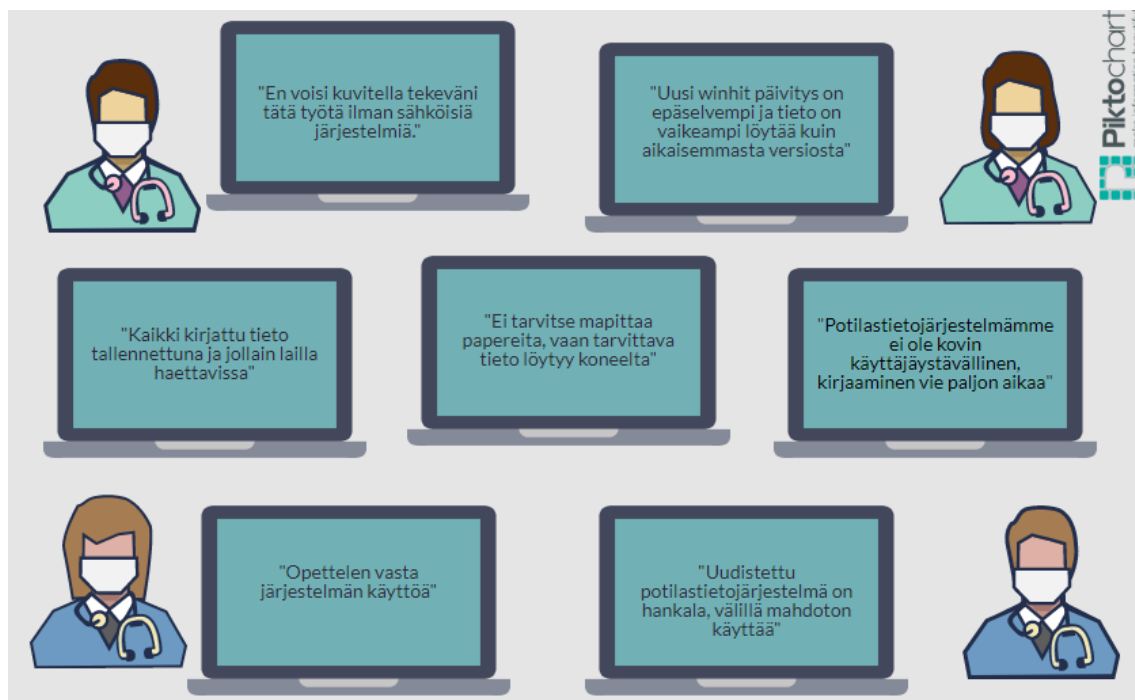 "En voisi kuvitella tekeväni
tätä työtä ilman sähköisiä
järjestelmiä."
"Uusi winhit päivitys on
epäselvempi ja tieto on
vaikeampi löytää kuin
aikaisemmasta versiosta"
Piktochart
"Kaikki kirjattu tieto
tallennettuna ja jollain lailla
haettavissa"
"Ei tarvitse mapittaa
papereita, vaan tarvittava
tieto löytyy koneelta"
"Potilastietojärjestelmämme
ei ole kovin
käyttäjäystävällinen,
kirjaaminen vie paljon aikaa"
"Opettelen vasta
järjestelmän käyttöä"
"Uudistettu
potilastietojärjestelmä on
hankala, välillä mahdoton
käyttää"